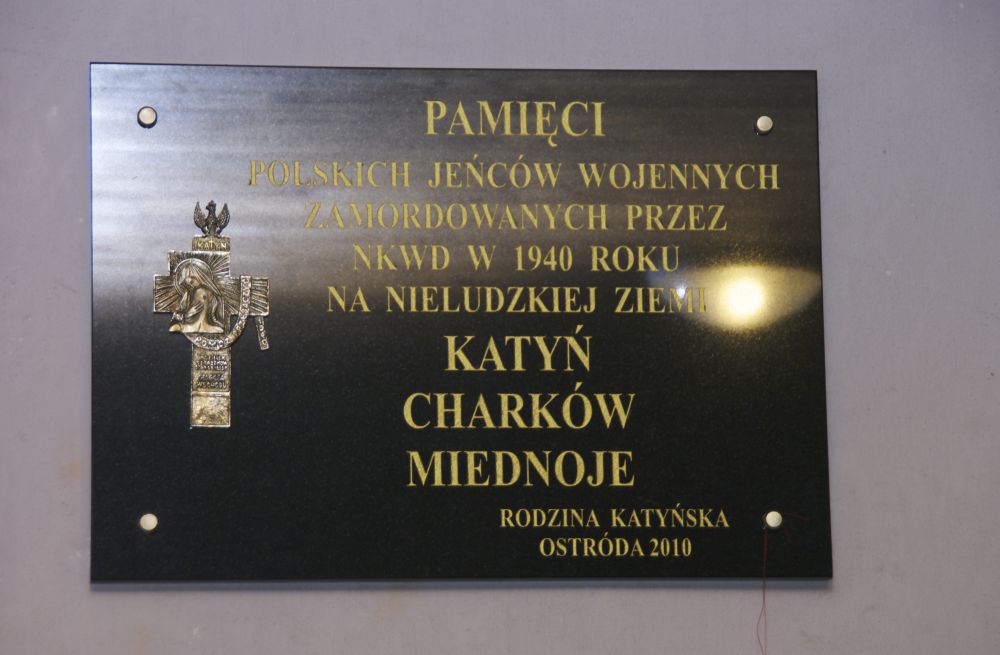 PAMIĘCI
POLSKICH JEŃCÓW WOJENNYCH
ZAMORDOWANYCH PRZEZ
NKWD W 1940 ROKU
NA NIELUDZKIEJ ZIEMI
KATYŃ
CHARKÓW
MIEDNOJE
RODZINA KATYŃSKA
OSTRÓDA 2010
KATYŃ